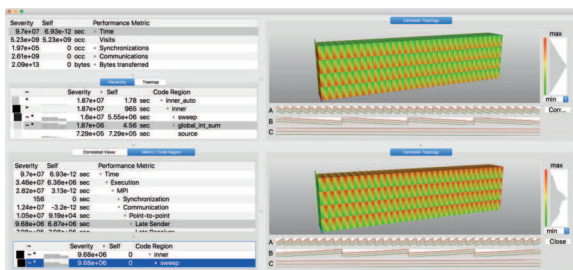 Severity Self Performance Metric
9.7e+07 6.93e-12 sec Time
5.23e+09 5.23e+09 occ Visits
1.97e+05 0 occ Synchronizations
2.61e+09 0 occ Communications
2.09e+13 0 bytes Bytes transferred
Hierarchy Treemap
Severity Self Code Region
1.87e+07 1.78 sec inner_auto
1.87e+07 965 sec inner
1.6e+07 5.55e+06 sec sweep
1.87e+06 4.56 sec global_int_sum
7.29e+05 7.29e+05 sec source
Correlated Views Metric / Code Region
Severity Self Performance Metric
9.7e+07 6.93e-12 sec Time
3.46e+07 6.36e+06 sec Execution
2.82e+07 3.13e-12 sec MPI
156 0 sec Synchronization
1.24e+07 -3.2e-12 sec Communication
1.05e+07 9.19e+04 sec Point-to-point
9.68e+06 6.87e+06 sec Late Sender
Severity Self Code Region
9.68e+06 0 inner
9.68e+06 0 sweep
Cartesian Topology
max
min
A
B
C
Corr...
Cartesian Topology
max
min
A
B
C
Close